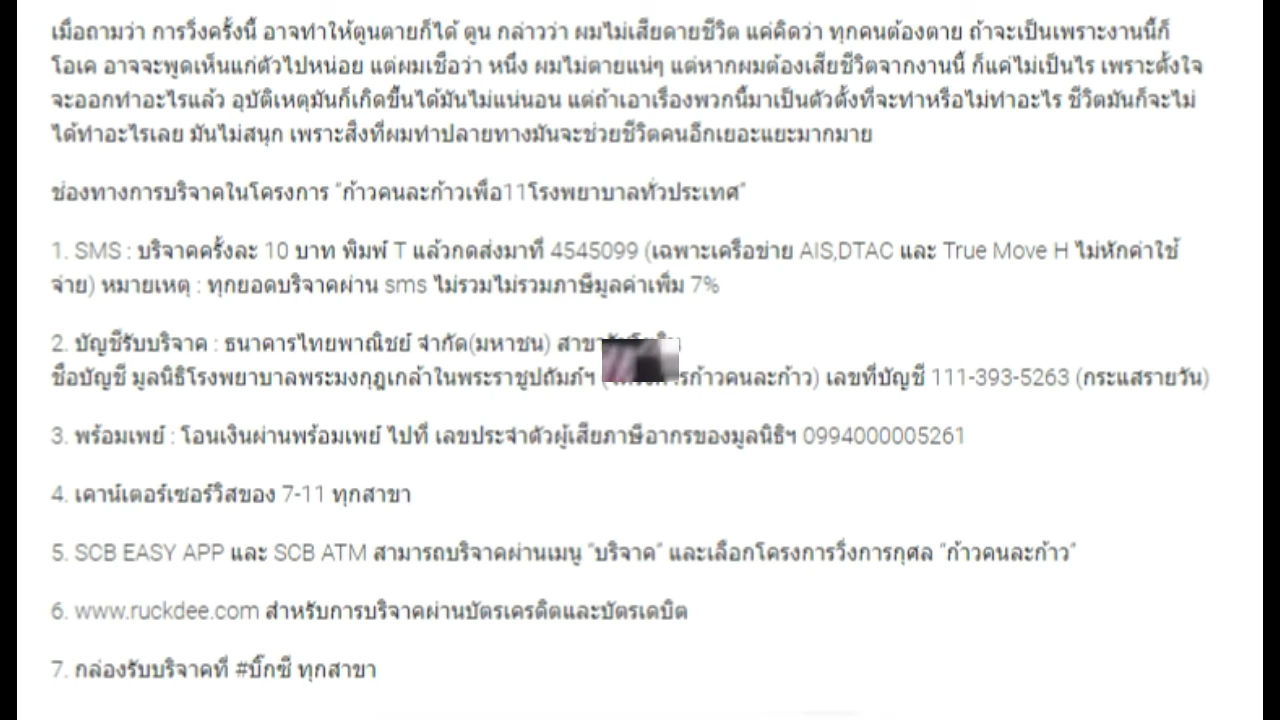 เมื่อถามว่า การวิ่งครั้งนี้ อาจทำให้ตูนตายก็ได้ ตูน กล่าวว่า ผมไม่เสียดายชีวิต แค่คิดว่า ทุกคนต้องตาย ถ้าจะเป็นเพราะงานนี้ก็
โอเค อาจจะพูดเห็นแก่ตัวไปหน่อย แต่ผมเชื่อว่า หนึ่ง ผมไม่ตายแน่ๆ แต่หากผมต้องเสียชีวิตจากงานนี้ ก็แค่ไม่เป็นไร เพราะตั้งใจ
จะออกทำอะไรแล้ว อุบัติเหตุมันก็เกิดขึ้นได้มันไม่แน่นอน แต่ถ้าเอาเรื่องพวกนี้มาเป็นตัวตั้งที่จะทำหรือไม่ทำอะไร ชีวิตมันก็จะไม่
ได้ทำอะไรเลย มันไม่สนุก เพราะสิ่งที่ผมทำปลายทางมันจะช่วยชีวิตคนอีกเยอะแยะมากมาย
ช่องทางการบริจาคในโครงการ “ก้าวคนละก้าวเพื่อ11โรงพยาบาลทั่วประเทศ”
1. SMS : บริจาคครั้งละ 10 บาท พิมพ์ T แล้วกดส่งมาที่ 4545099 (เฉพาะเครือข่าย AIS,DTAC และ True Move H ไม่หักค่าใช้
จ่าย) หมายเหตุ : ทุกยอดบริจาคผ่าน sms ไม่รวมไม่รวมภาษีมูลค่าเพิ่ม 7%
2. บัญชีรับบริจาค : ธนาคารไทยพาณิชย์ จำกัด(มหาชน) สาขา
ชื่อบัญชี มูลนิธิโรงพยาบาลพระมงกุฎเกล้าในพระราชูปถัมภ์ฯ ก้าวคนละก้าว) เลขที่บัญชี 111-393-5263 (กระแสรายวัน)
3. พร้อมเพย์ : โอนเงินผ่านพร้อมเพย์ ไปที่ เลขประจำตัวผู้เสียภาษีอากรของมูลนิธิฯ 0994000005261
4. เคาน์เตอร์เซอร์วิสของ 7-11 ทุกสาขา
5. SCB EASY APP และ SCB ATM สามารถบริจาคผ่านเมนู “บริจาค” และเลือกโครงการวิ่งการกุศล “ก้าวคนละก้าว”
6. www.ruckdee.com สำหรับการบริจาคผ่านบัตรเครดิตและบัตรเดบิต
7. กล่องรับบริจาคที่ #บิ๊กซี ทุกสาขา